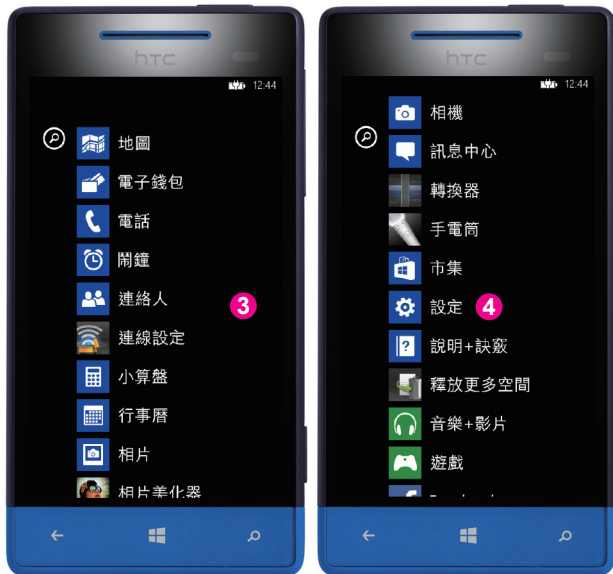 hTC
12:44
地圖
電子錢包
電話
鬧鐘
連絡人
3
連線設定
小算盤
行事曆
相片
相片美化器
hTC
12:44
相機
訊息中心
轉換器
手電筒
市集
設定
4
說明+訣竅
釋放更多空間
音樂+影片
遊戲